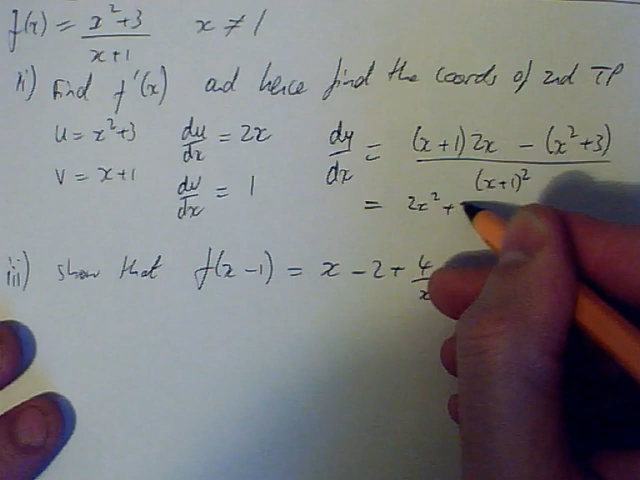 f(x) = x²+3 / x+1 x ≠ 1
ii) Find f'(x) and hence find the coords of 2nd TP
u = x²+3 du/dx = 2x dy/dx = (x+1)2x − (x²+3) / (x+1)²
v = x+1 dv/dx = 1 = 2x² +
iii) show that f(x−1) = x − 2 + 4/x